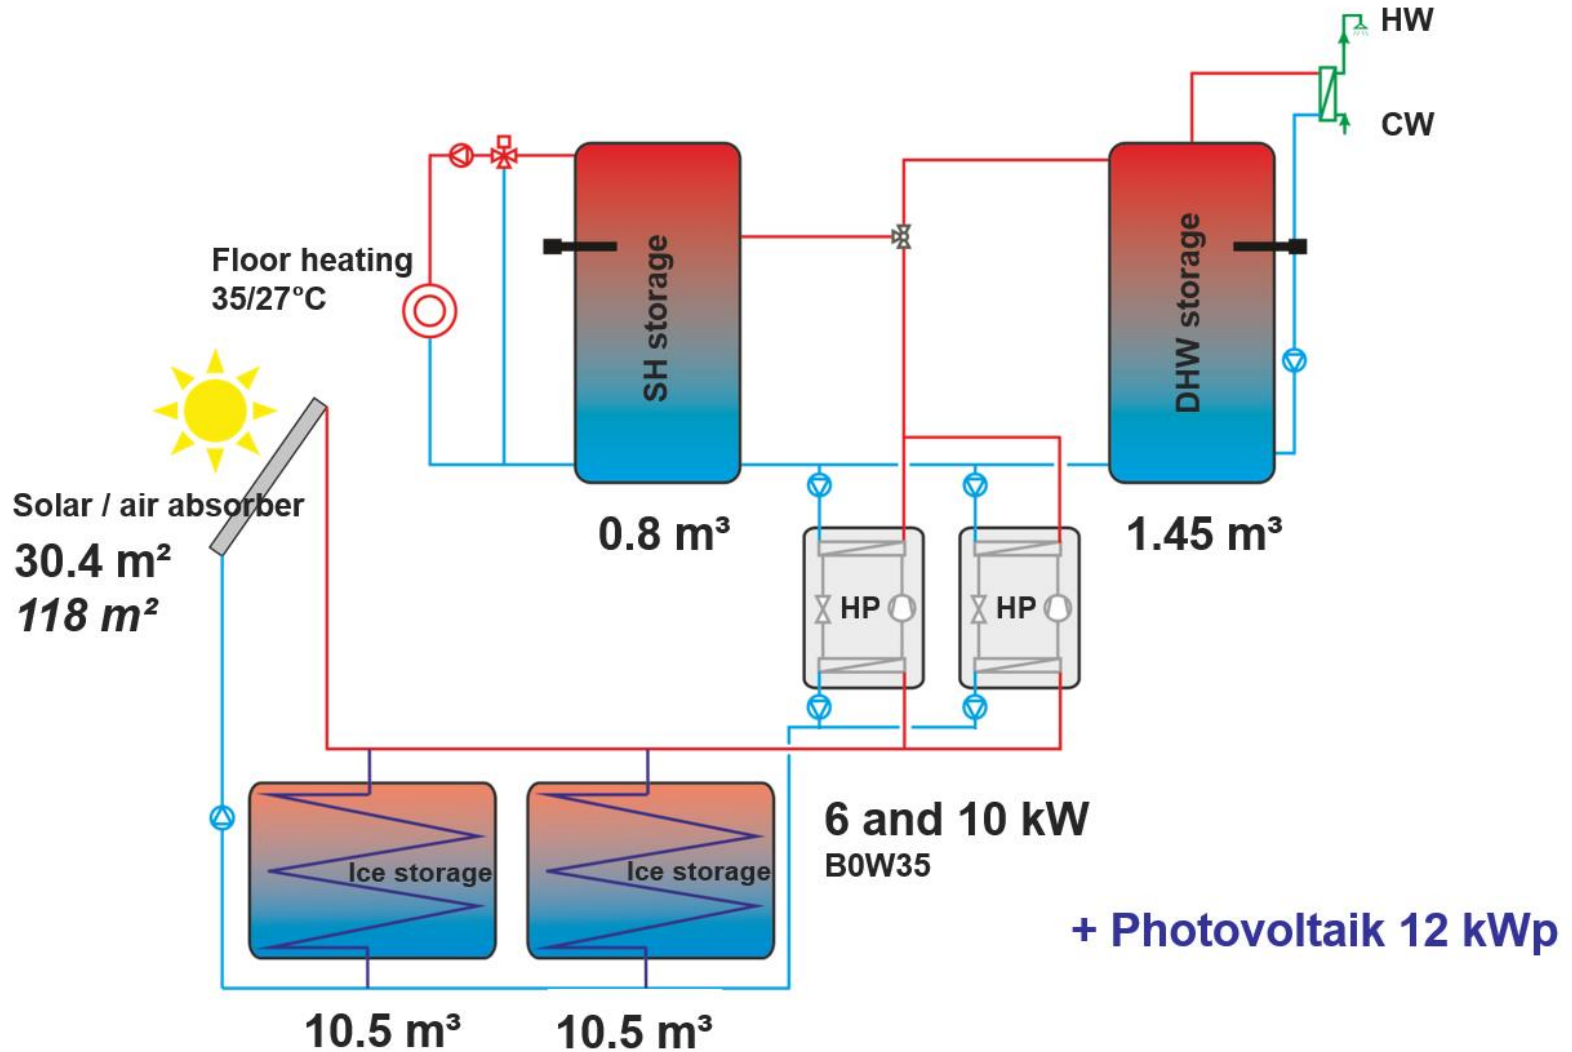 HW
CW
Floor heating
35/27°C
SH storage
DHW storage
Solar / air absorber
30.4 m²
118 m²
0.8 m³
1.45 m³
HP
HP
6 and 10 kW
B0W35
Ice storage
Ice storage
+ Photovoltaik 12 kWp
10.5 m³
10.5 m³